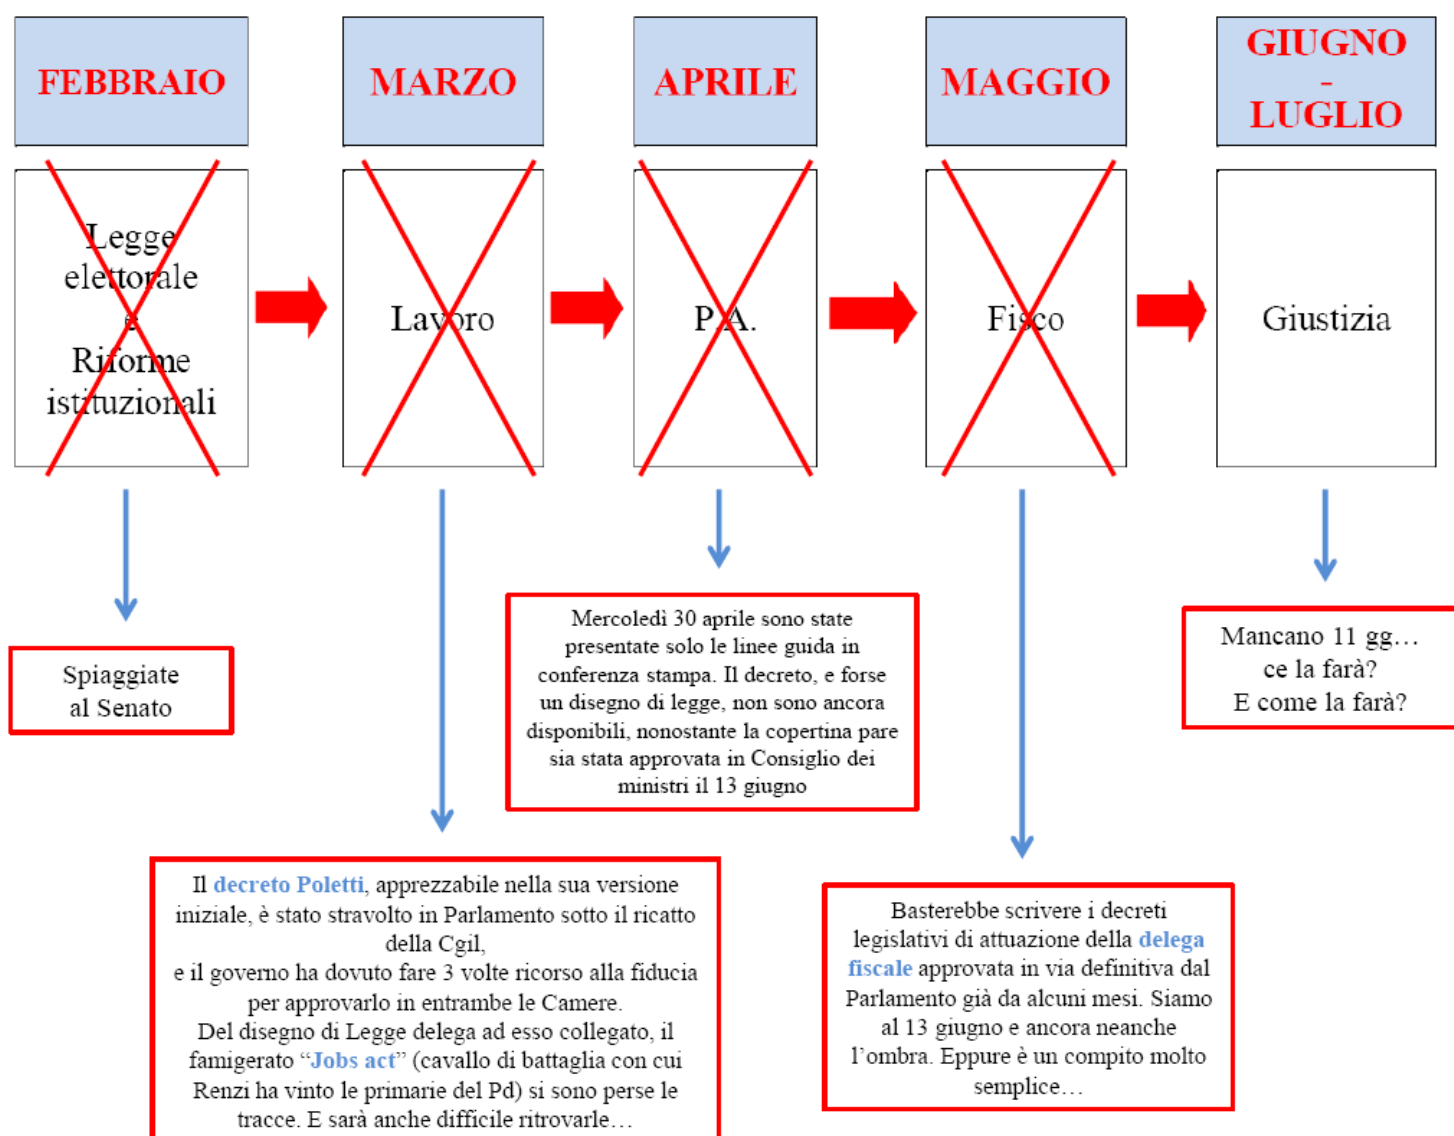 FEBBRAIO
MARZO
APRILE
MAGGIO
GIUGNO
-
LUGLIO
Legge
elettorale
e
Riforme
istituzionali
Lavoro
P.A.
Fisco
Giustizia
Spiaggiate
al Senato
Mercoledì 30 aprile sono state
presentate solo le linee guida in
conferenza stampa. Il decreto, e forse
un disegno di legge, non sono ancora
disponibili, nonostante la copertina pare
sia stata approvata in Consiglio dei
ministri il 13 giugno
Mancano 11 gg…
ce la farà?
E come la farà?
Il decreto Poletti, apprezzabile nella sua versione
iniziale, è stato stravolto in Parlamento sotto il ricatto
della Cgil,
e il governo ha dovuto fare 3 volte ricorso alla fiducia
per approvarlo in entrambe le Camere.
Del disegno di Legge delega ad esso collegato, il
famigerato “Jobs act” (cavallo di battaglia con cui
Renzi ha vinto le primarie del Pd) si sono perse le
tracce. E sarà anche difficile ritrovarle…
Basterebbe scrivere i decreti
legislativi di attuazione della delega
fiscale approvata in via definitiva dal
Parlamento già da alcuni mesi. Siamo
al 13 giugno e ancora neanche
l’ombra. Eppure è un compito molto
semplice…